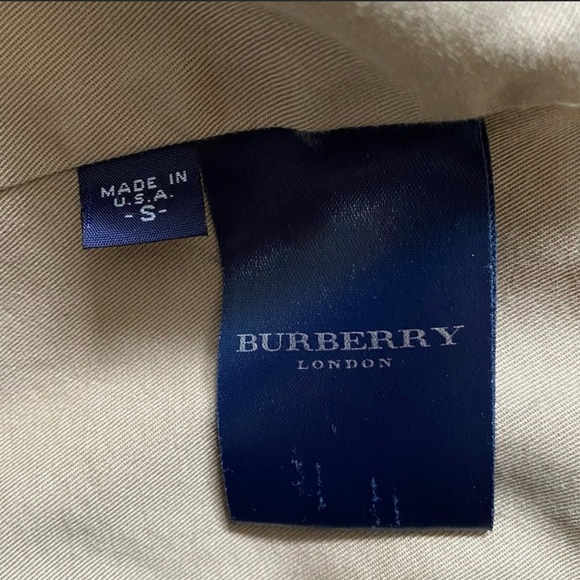 MADE IN
U.S.A.
-S-
BURBERRY
LONDON